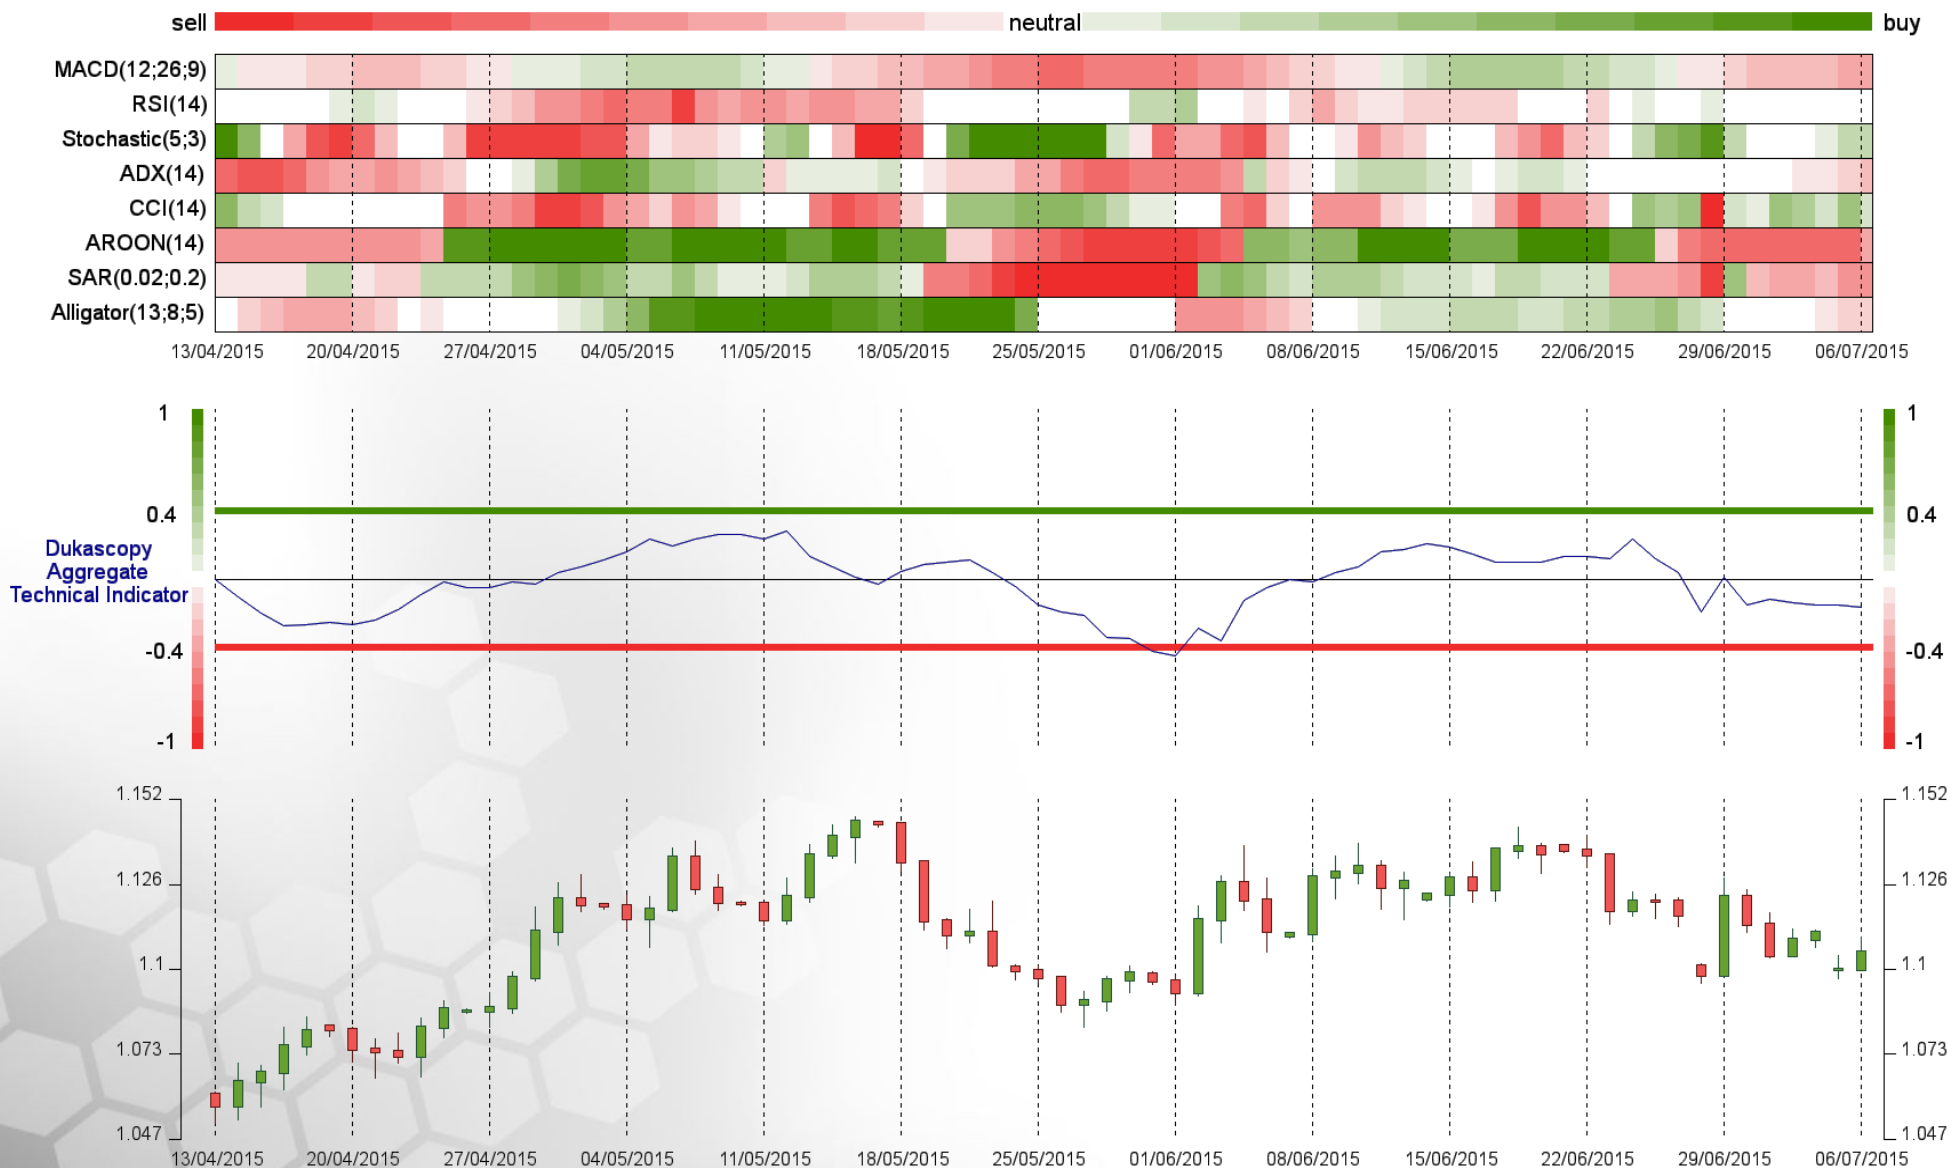 sell neutral buy
MACD(12;26;9)
RSI(14)
Stochastic(5;3)
ADX(14)
CCI(14)
AROON(14)
SAR(0.02;0.2)
Alligator(13;8;5)
13/04/2015 20/04/2015 27/04/2015 04/05/2015 11/05/2015 18/05/2015 25/05/2015 01/06/2015 08/06/2015 15/06/2015 22/06/2015 29/06/2015 06/07/2015
1 1
0.4 0.4
Dukascopy
Aggregate
Technical Indicator
-0.4 -0.4
-1 -1
1.152 1.152
1.126 1.126
1.1 1.1
1.073 1.073
1.047 1.047
13/04/2015 20/04/2015 27/04/2015 04/05/2015 11/05/2015 18/05/2015 25/05/2015 01/06/2015 08/06/2015 15/06/2015 22/06/2015 29/06/2015 06/07/2015